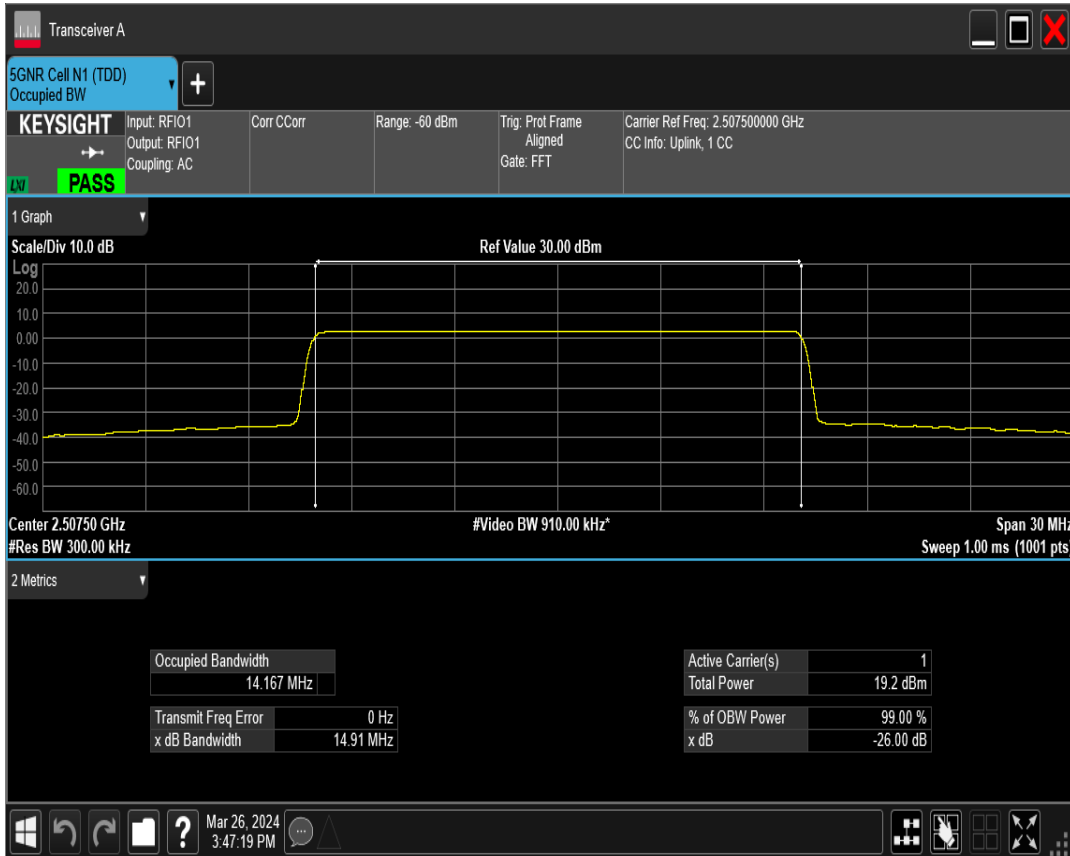 Transceiver A
5GNR Cell N1 (TDD)
Occupied BW
+
KEYSIGHT
LXI
PASS
Input: RFIO1
Output: RFIO1
Coupling: AC
Corr CCorr
Range: -60 dBm
Trig: Prot Frame
Aligned
Gate: FFT
Carrier Ref Freq: 2.507500000 GHz
CC Info: Uplink, 1 CC
1 Graph
Scale/Div 10.0 dB
Ref Value 30.00 dBm
Log
20.0
10.0
0.00
-10.0
-20.0
-30.0
-40.0
-50.0
-60.0
Center 2.50750 GHz
#Video BW 910.00 kHz*
Span 30 MHz
#Res BW 300.00 kHz
Sweep 1.00 ms (1001 pts)
2 Metrics
Occupied Bandwidth
14.167 MHz
Transmit Freq Error 0 Hz
x dB Bandwidth 14.91 MHz
Active Carrier(s) 1
Total Power 19.2 dBm
% of OBW Power 99.00 %
x dB -26.00 dB
?
Mar 26, 2024
3:47:19 PM